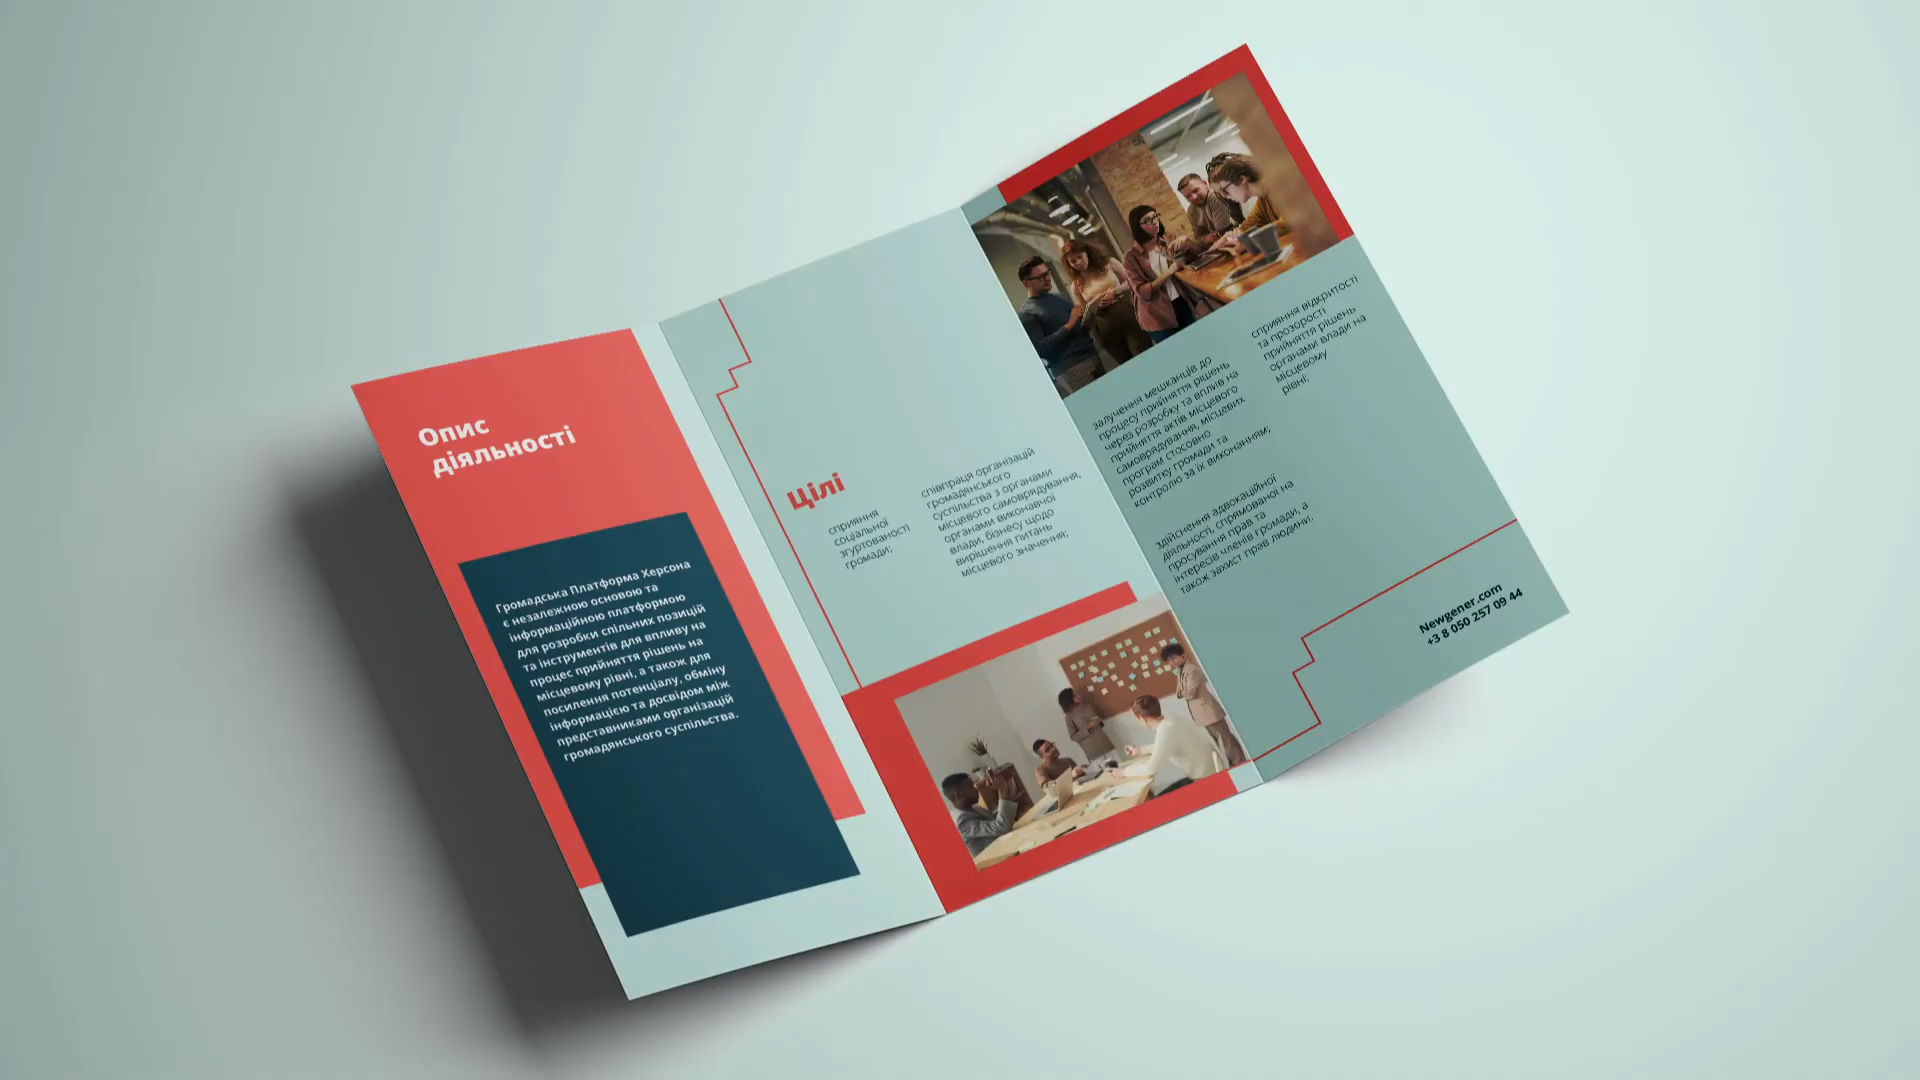 Опис
діяльності
Громадська Платформа Херсона
є незалежною основою та
інформаційною платформою
для розробки спільних позицій
та інструментів для впливу на
процес прийняття рішень на
місцевому рівні, а також для
посилення потенціалу, обміну
інформацією та досвідом між
представниками організацій
громадянського суспільства.
Цілі
сприяння
соціальної
згуртованості
громади;
співпраця організацій
громадянського
суспільства з органами
місцевого самоврядування,
органами виконавчої
влади, бізнесу щодо
вирішення питань
місцевого значення;
залучення мешканців до
процесу прийняття рішень
через розробку та вплив на
прийняття актів місцевого
самоврядування, місцевих
програм стосовно
розвитку громади та
контролю за їх виконанням;
здійснення адвокаційної
діяльності, спрямованої на
просування прав та
інтересів членів громади, а
також захист прав людини.
сприяння відкритості
та прозорості
прийняття рішень
органами влади на
місцевому
рівні;
Newgener.com
+3 8 050 257 09 44